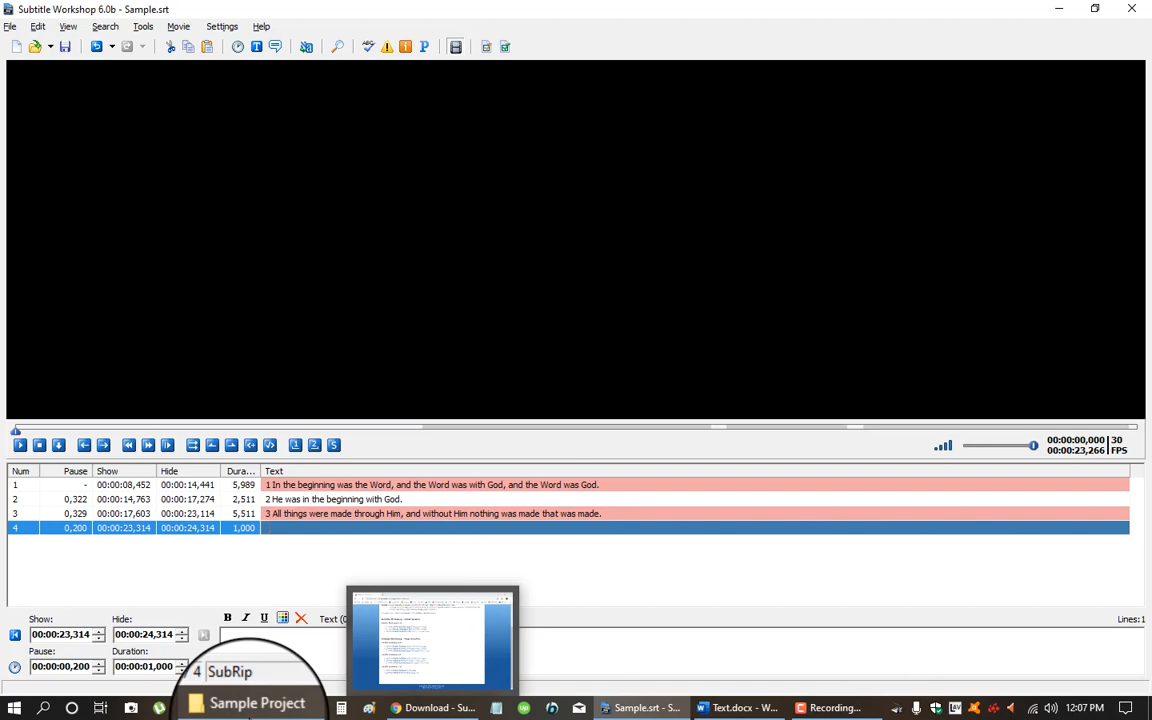 Subtitle Workshop 6.0b - Sample.srt
File Edit View Search Tools Movie Settings Help
00:00:00,000 30
00:00:23,266 FPS
Num Pause Show Hide Dura... Text
1 - 00:00:08,452 00:00:14,441 5,989 1 In the beginning was the Word, and the Word was with God, and the Word was God.
2 0,322 00:00:14,763 00:00:17,274 2,511 2 He was in the beginning with God.
3 0,329 00:00:17,603 00:00:23,114 5,511 3 All things were made through Him, and without Him nothing was made that was made.
4 0,200 00:00:23,314 00:00:24,314 1,000
Show: Hide: B I U Text (0 Lines:1
00:00:23,314 00:00:24,314
Pause: Duration:
00:00:00,200 00:00:01,000
/ 4 SubRip
Sample Project
Download - Su... Sample.srt - S... Text.docx - W... Recording... 12:07 PM